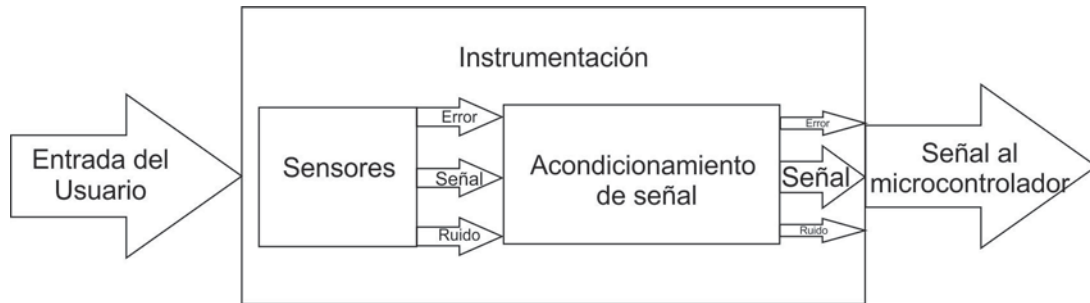 Instrumentación
Entrada del
Usuario
Sensores
Error
Señal
Ruido
Acondicionamiento
de señal
Error
Señal
Ruido
Señal al
microcontrolador